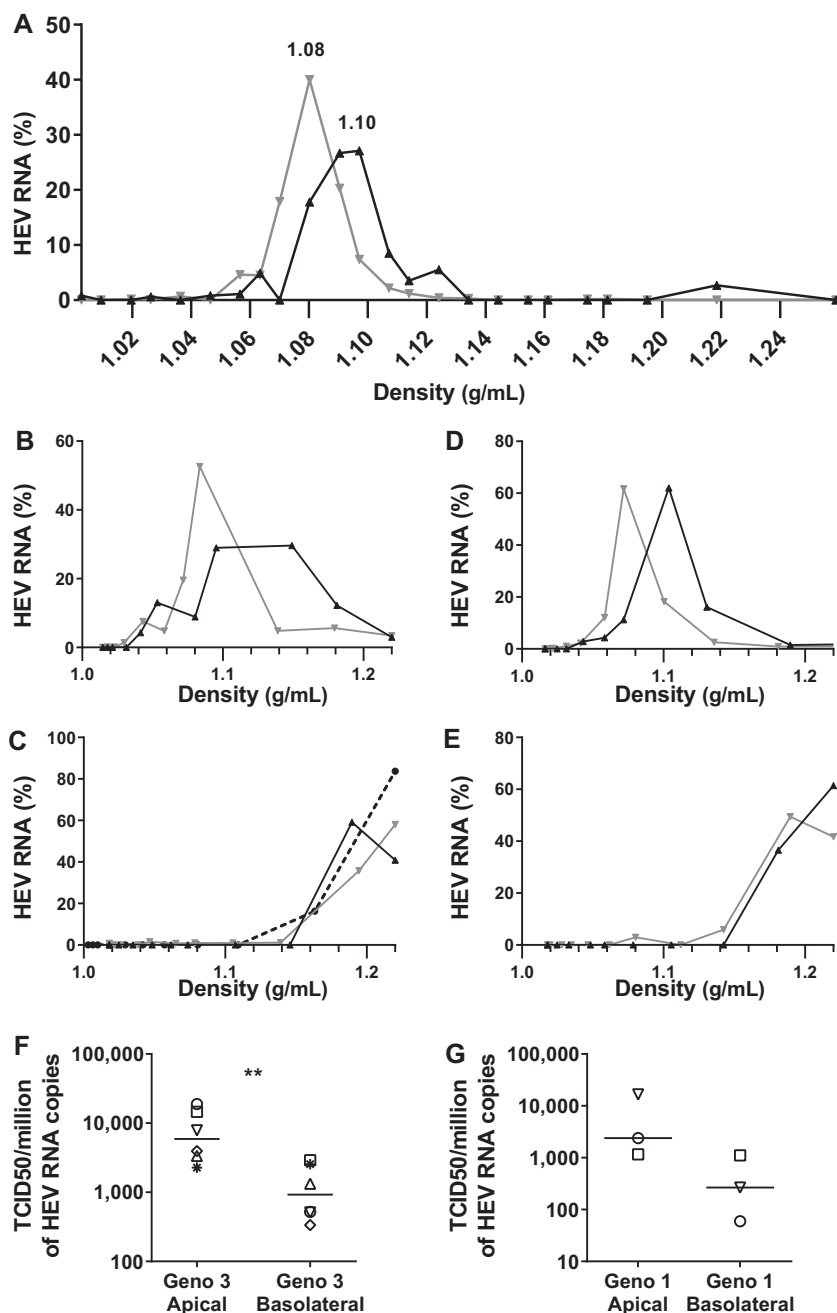 A
HEV RNA (%)
50
40
30
20
10
0
1.08
1.10
1.02 1.04 1.06 1.08 1.10 1.12 1.14 1.16 1.18 1.20 1.22 1.24
Density (g/mL)
B
HEV RNA (%)
60
40
20
0
1.0 1.1 1.2
Density (g/mL)
D
HEV RNA (%)
80
60
40
20
0
1.0 1.1 1.2
Density (g/mL)
C
HEV RNA (%)
100
80
60
40
20
0
1.0 1.1 1.2
Density (g/mL)
E
HEV RNA (%)
80
60
40
20
0
1.0 1.1 1.2
Density (g/mL)
F
TCID50/million
of HEV RNA copies
100,000
10,000
1,000
100
**
Geno 3 Geno 3
Apical Basolateral
G
TCID50/million
of HEV RNA copies
100,000
10,000
1,000
100
10
Geno 1 Geno 1
Apical Basolateral